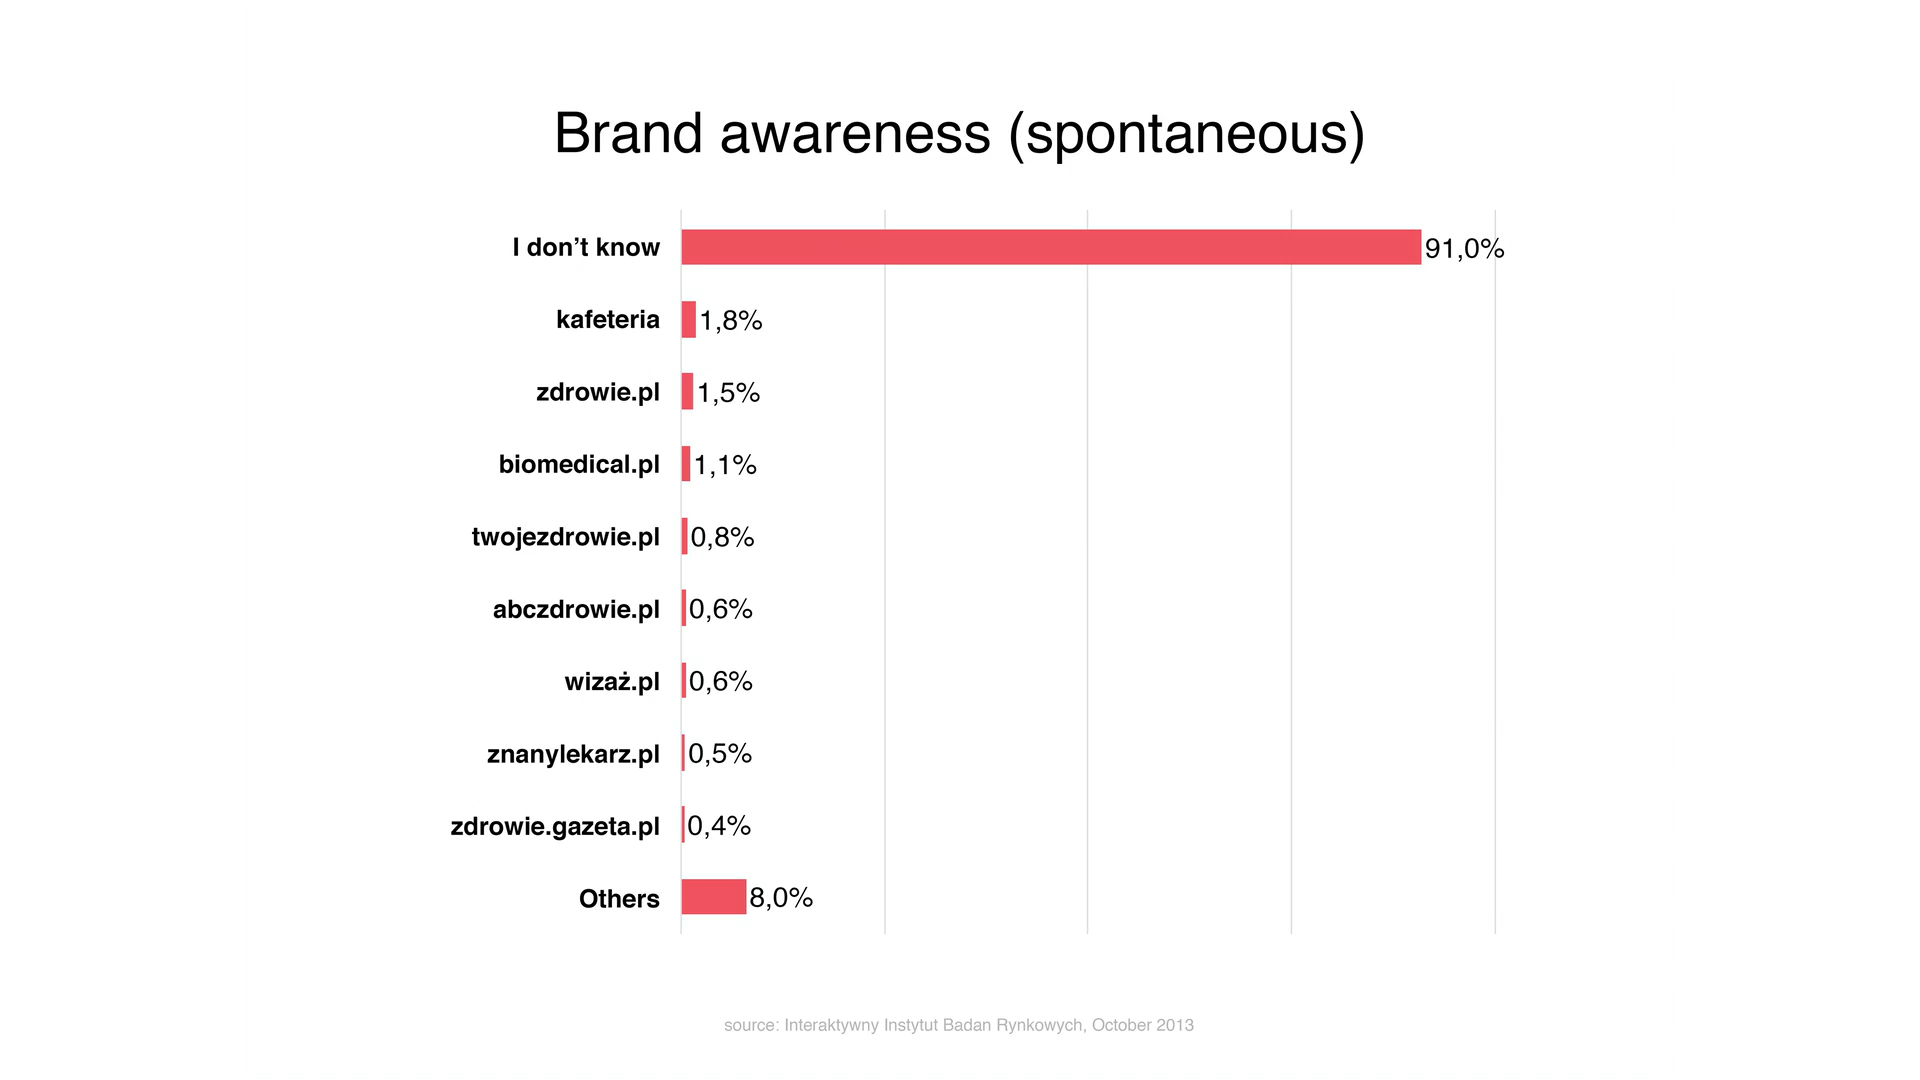 Brand awareness (spontaneous)
I don’t know 91,0%
kafeteria 1,8%
zdrowie.pl 1,5%
biomedical.pl 1,1%
twojezdrowie.pl 0,8%
abczdrowie.pl 0,6%
wizaż.pl 0,6%
znanylekarz.pl 0,5%
zdrowie.gazeta.pl 0,4%
Others 8,0%
source: Interaktywny Instytut Badan Rynkowych, October 2013